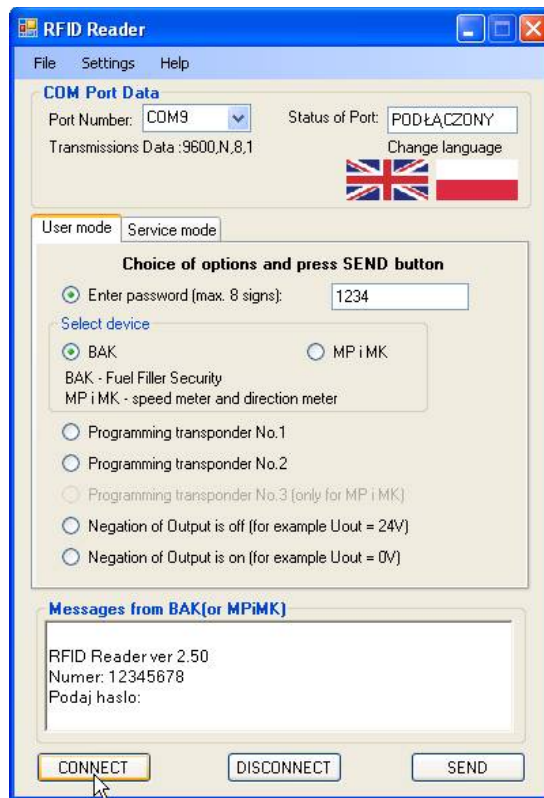 RFID Reader
File Settings Help
COM Port Data
Port Number: COM9 Status of Port: PODŁĄCZONY
Transmissions Data :9600,N,8,1 Change language
User mode Service mode
Choice of options and press SEND button
Enter password (max. 8 signs): 1234
Select device
BAK MP i MK
BAK - Fuel Filler Security
MP i MK - speed meter and direction meter
Programming transponder No.1
Programming transponder No.2
Programming transponder No.3 (only for MP i MK)
Negation of Output is off (for example Uout = 24V)
Negation of Output is on (for example Uout = 0V)
Messages from BAK(or MPiMK)
RFID Reader ver 2.50
Numer: 12345678
Podaj haslo:
CONNECT DISCONNECT SEND